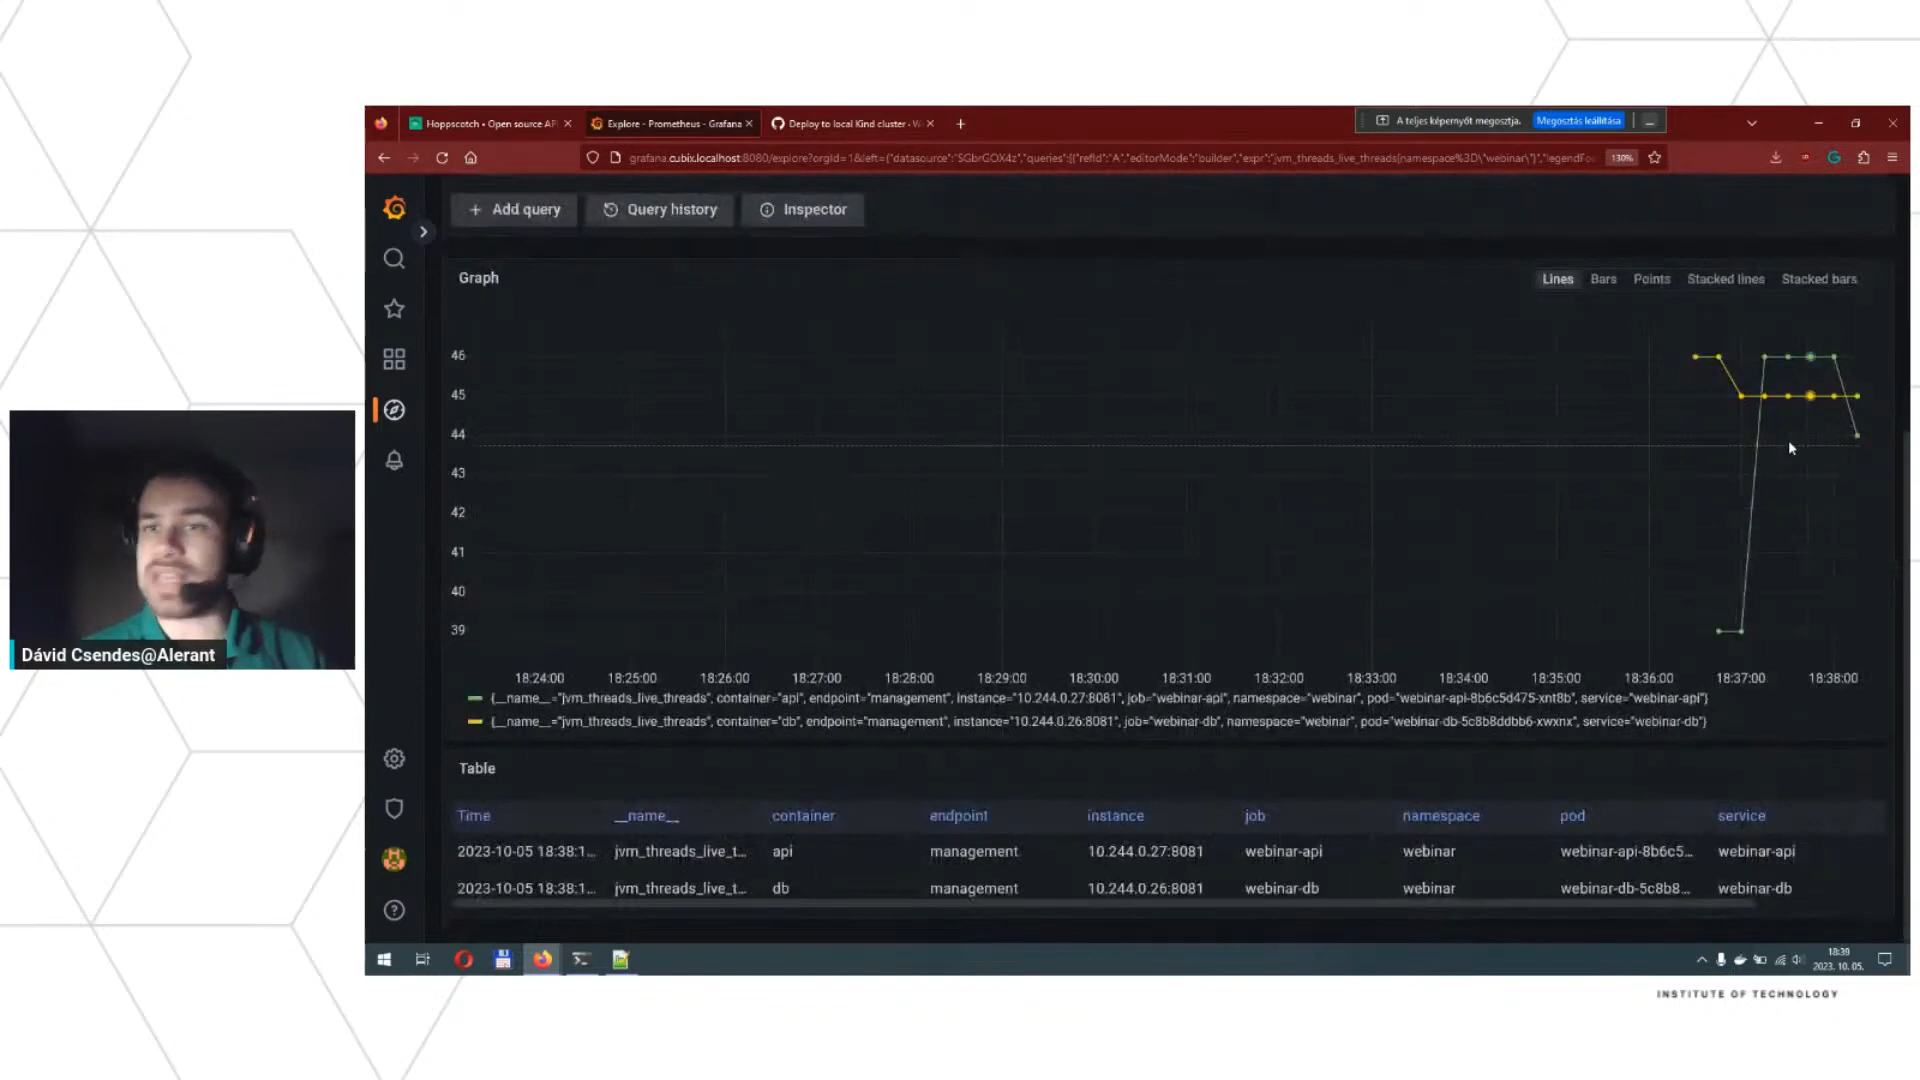 Hoppscotch • Open source AP
Explore - Prometheus - Grafana
Deploy to local Kind cluster -
A teljes képernyőt megosztja.
Megosztás leállítása
grafana.cubix.localhost:8080/explore?orgId=1&left={"datasource":"SGbrGOX4z","queries":[{"refId":"A","editorMode":"builder","expr":"jvm_threads_live_threads{namespace%3D\"webinar\"}","legendFo
130%
Add query
Query history
Inspector
Graph
Lines
Bars
Points
Stacked lines
Stacked bars
46
45
44
43
42
41
40
39
18:24:00 18:25:00 18:26:00 18:27:00 18:28:00 18:29:00 18:30:00 18:31:00 18:32:00 18:33:00 18:34:00 18:35:00 18:36:00 18:37:00 18:38:00
{__name__="jvm_threads_live_threads", container="api", endpoint="management", instance="10.244.0.27:8081", job="webinar-api", namespace="webinar", pod="webinar-api-8b6c5d475-xnt8b", service="webinar-api"}
{__name__="jvm_threads_live_threads", container="db", endpoint="management", instance="10.244.0.26:8081", job="webinar-db", namespace="webinar", pod="webinar-db-5c8b8ddbb6-xwxnx", service="webinar-db"}
Dávid Csendes@Alerant
Table
Time __name__ container endpoint instance job namespace pod service
2023-10-05 18:38:1... jvm_threads_live_t... api management 10.244.0.27:8081 webinar-api webinar webinar-api-8b6c5... webinar-api
2023-10-05 18:38:1... jvm_threads_live_t... db management 10.244.0.26:8081 webinar-db webinar webinar-db-5c8b8... webinar-db
18:39
2023. 10. 05.
INSTITUTE OF TECHNOLOGY